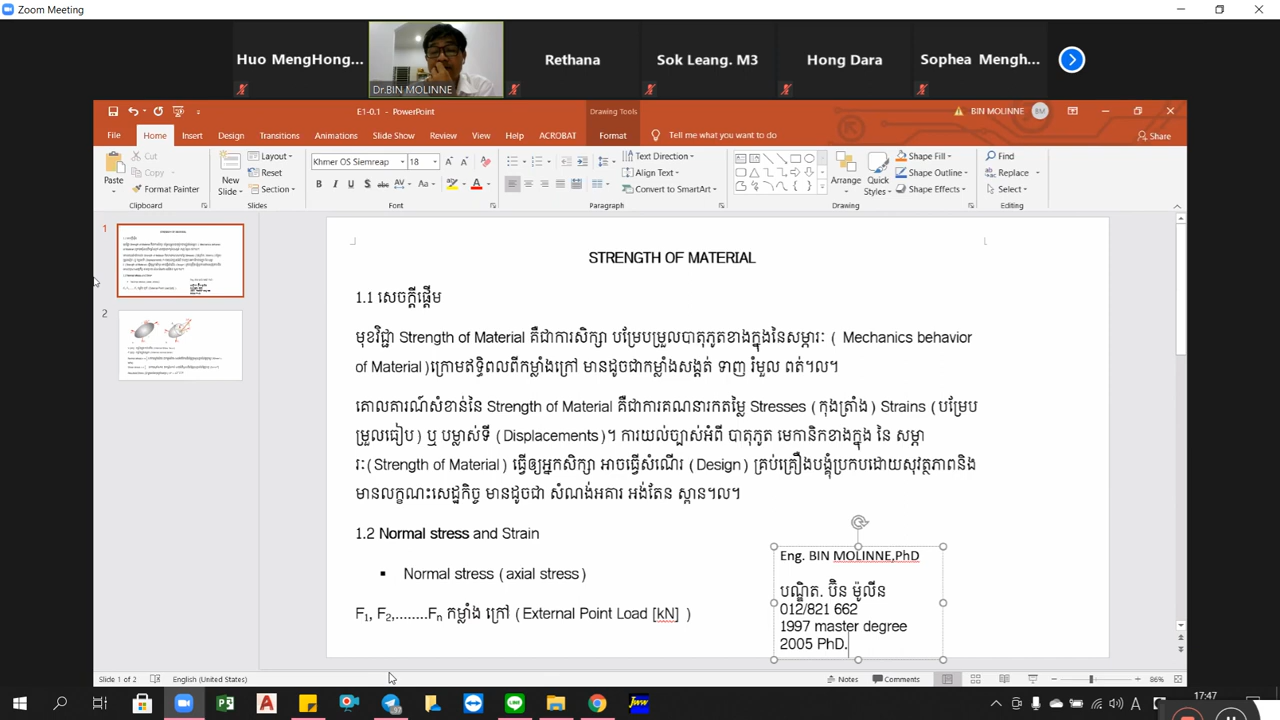 Zoom Meeting
Huo MengHong...
Rethana
Sok Leang. M3
Hong Dara
Sophea Mengh...
Dr.BIN MOLINNE
E1-0.1 - PowerPoint
Drawing Tools
BIN MOLINNE
BM
File Home Insert Design Transitions Animations Slide Show Review View Help ACROBAT Format Tell me what you want to do
Share
Paste
Cut
Copy
Format Painter
Clipboard
New Slide
Layout
Reset
Section
Slides
Khmer OS Siemreap 18
Font
Text Direction
Align Text
Convert to SmartArt
Paragraph
Arrange
Quick Styles
Shape Fill
Shape Outline
Shape Effects
Drawing
Find
Replace
Select
Editing
1
2
STRENGTH OF MATERIAL
1.1 សេចក្តីផ្តើម
មុខវិជ្ជា Strength of Material គឺជាការសិក្សា បម្រែបម្រួលបាតុភូតខាងក្នុងនៃសម្ភារៈ ( Mechanics behavior
of Material)ក្រោមឥទ្ធិពលពីកម្លាំងក្រៅ មានដូចជាកម្លាំងសង្កត់ ទាញ រំមួល ពត់។ល។
គោលការណ៍សំខាន់នៃ Strength of Material គឺជាការគណនារកតម្លៃ Stresses (កុងត្រាំង) Strains (បម្រែប
ម្រួលធៀប) ឬ បម្លាស់ទី (Displacements)។ ការយល់ច្បាស់អំពី បាតុភូត មេកានិកខាងក្នុង នៃ សម្ភា
រៈ(Strength of Material) ធ្វើឲ្យអ្នកសិក្សា អាចធ្វើសំណើរ (Design) គ្រប់គ្រឿងបង្គុំប្រកបដោយសុវត្ថភាពនិង
មានលក្ខណះសេដ្ឋកិច្ច មានដូចជា សំណង់អគារ អង់តែន ស្ពាន។ល។
1.2 Normal stress and Strain
▪ Normal stress (axial stress)
F1, F2,........Fn កម្លាំង ក្រៅ (External Point Load [kN] )
Eng. BIN MOLINNE,PhD
បណ្ឌិត. ប៊ិន ម៉ូលីន
012/821 662
1997 master degree
2005 PhD.
Slide 1 of 2 English (United States) Notes Comments 86%
97
17:47